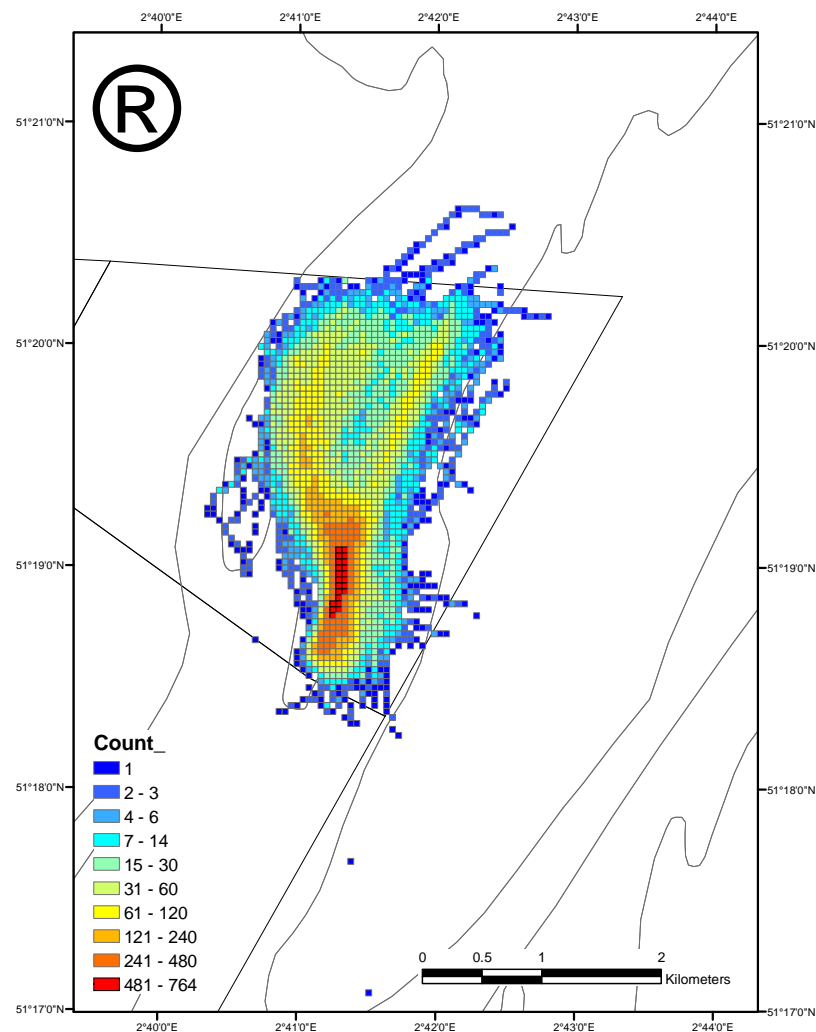 2°40'0"E 2°41'0"E 2°42'0"E 2°43'0"E 2°44'0"E
®
51°21'0"N 51°21'0"N
51°20'0"N 51°20'0"N
51°19'0"N 51°19'0"N
51°18'0"N 51°18'0"N
Count_
1
2 - 3
4 - 6
7 - 14
15 - 30
31 - 60
61 - 120
121 - 240
241 - 480
481 - 764
0 0.5 1 2
Kilometers
51°17'0"N 51°17'0"N
2°40'0"E 2°41'0"E 2°42'0"E 2°43'0"E 2°44'0"E